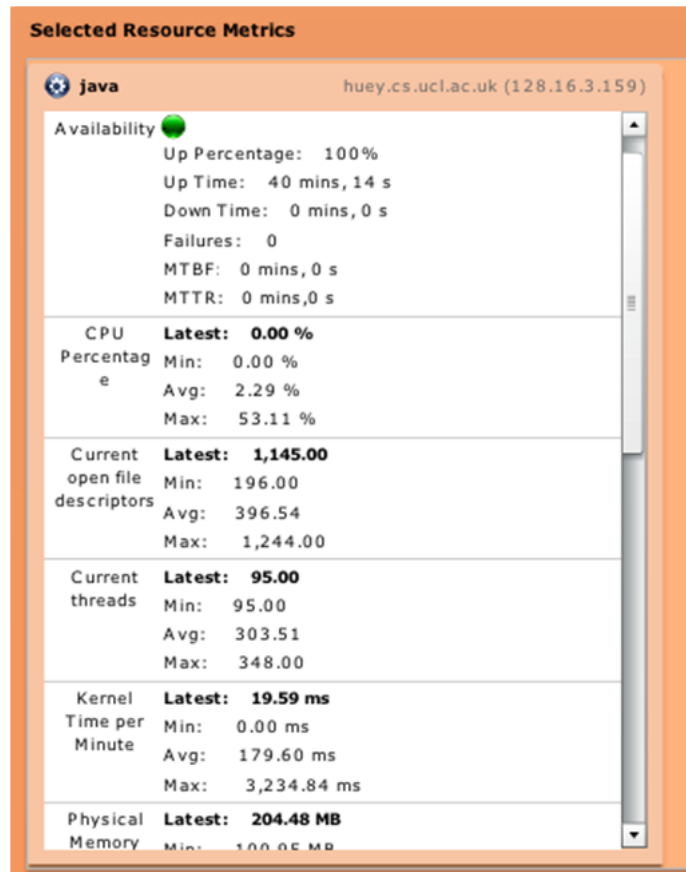 Selected Resource Metrics
java huey.cs.ucl.ac.uk (128.16.3.159)
Availability
Up Percentage: 100%
Up Time: 40 mins, 14 s
Down Time: 0 mins, 0 s
Failures: 0
MTBF: 0 mins, 0 s
MTTR: 0 mins,0 s
CPU Latest: 0.00 %
Percentag Min: 0.00 %
e Avg: 2.29 %
Max: 53.11 %
Current Latest: 1,145.00
open file Min: 196.00
descriptors Avg: 396.54
Max: 1,244.00
Current Latest: 95.00
threads Min: 95.00
Avg: 303.51
Max: 348.00
Kernel Latest: 19.59 ms
Time per Min: 0.00 ms
Minute Avg: 179.60 ms
Max: 3,234.84 ms
Physical Latest: 204.48 MB
Memory Min: 100.95 MB